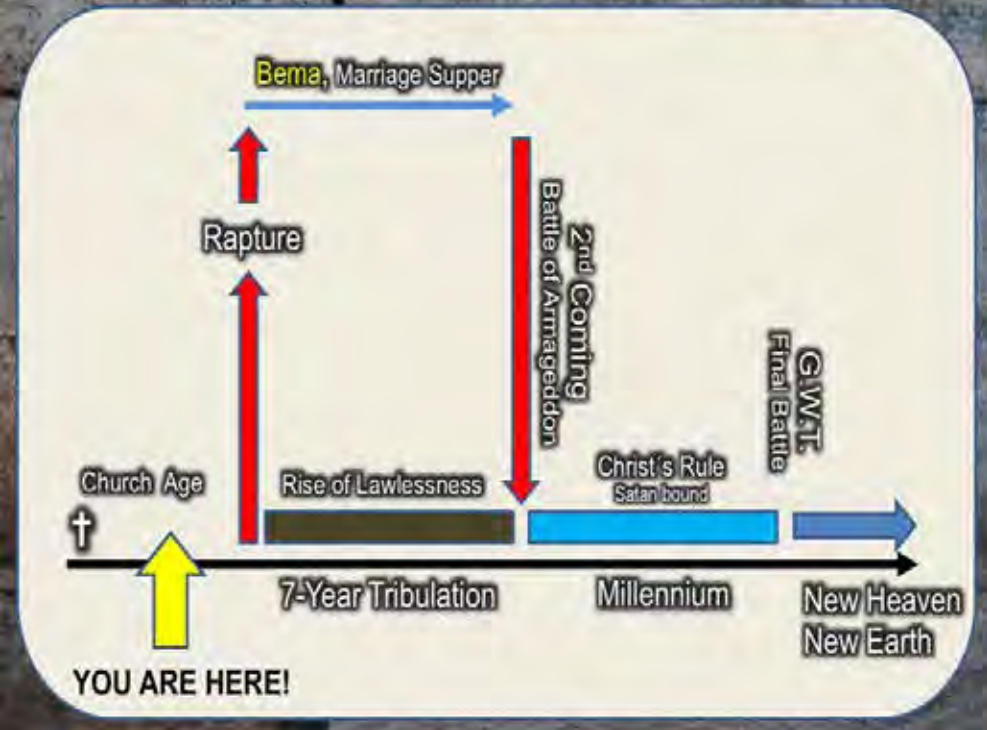 Bema, Marriage Supper
Rapture
2nd Coming
Battle of Armageddon
G.W.T.
Final Battle
Church Age
Rise of Lawlessness
Christ's Rule
Satan bound
7-Year Tribulation
Millennium
New Heaven
New Earth
YOU ARE HERE!